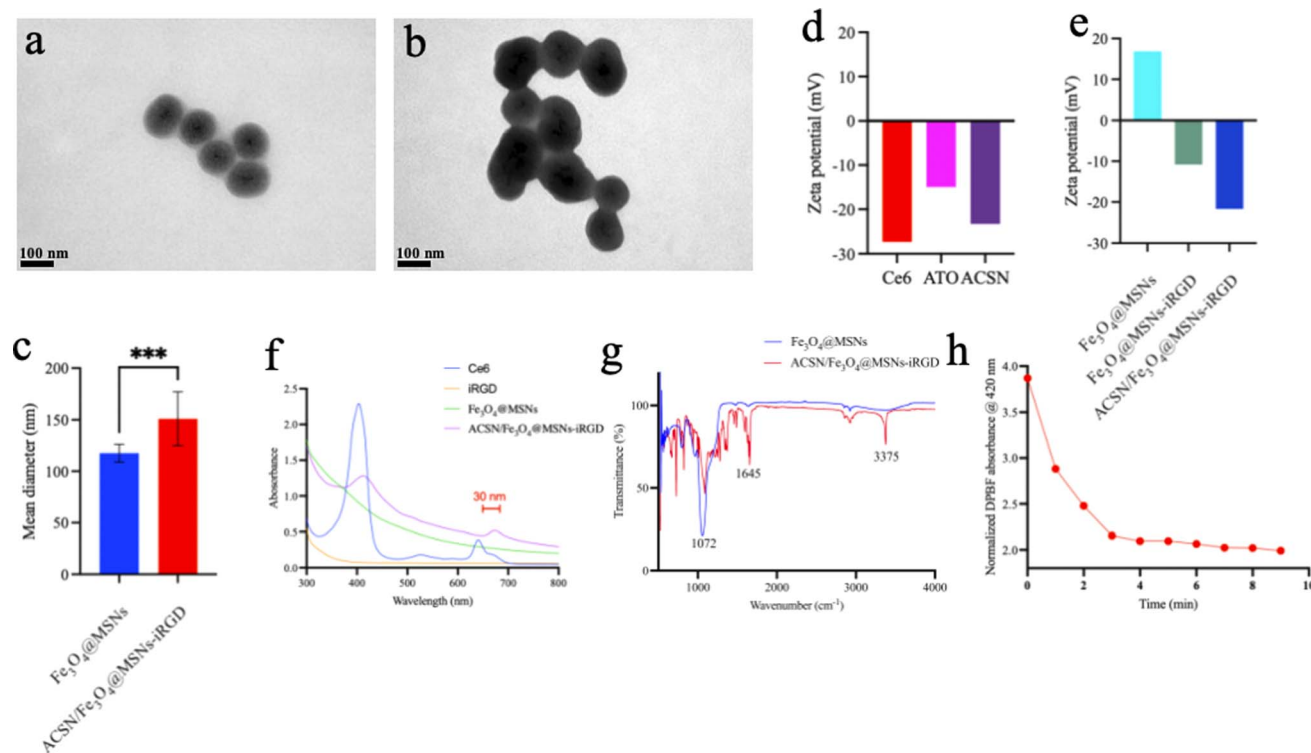 a
100 nm
b
100 nm
d
Zeta potential (mV)
20
10
0
-10
-20
-30
Ce6 ATO ACSN
e
Zeta potential (mV)
20
10
0
-10
-20
-30
Fe₃O₄@MSNs
Fe₃O₄@MSNs-iRGD
ACSN/Fe₃O₄@MSNs-iRGD
c
***
Mean diameter (nm)
200
150
100
50
0
Fe₃O₄@MSNs
ACSN/Fe₃O₄@MSNs-iRGD
f
Ce6
iRGD
Fe₃O₄@MSNs
ACSN/Fe₃O₄@MSNs-iRGD
30 nm
Abosorbance
2.5
2.0
1.5
1.0
0.5
0.0
300 400 500 600 700 800
Wavelength (nm)
g
Fe₃O₄@MSNs
ACSN/Fe₃O₄@MSNs-iRGD
Transmittance (%)
100
50
0
1072
1645
3375
1000 2000 3000 4000
Wavenumber (cm⁻¹)
h
Normalized DPBF absorbance @ 420 nm
4.0
3.5
3.0
2.5
2.0
0 2 4 6 8 10
Time (min)